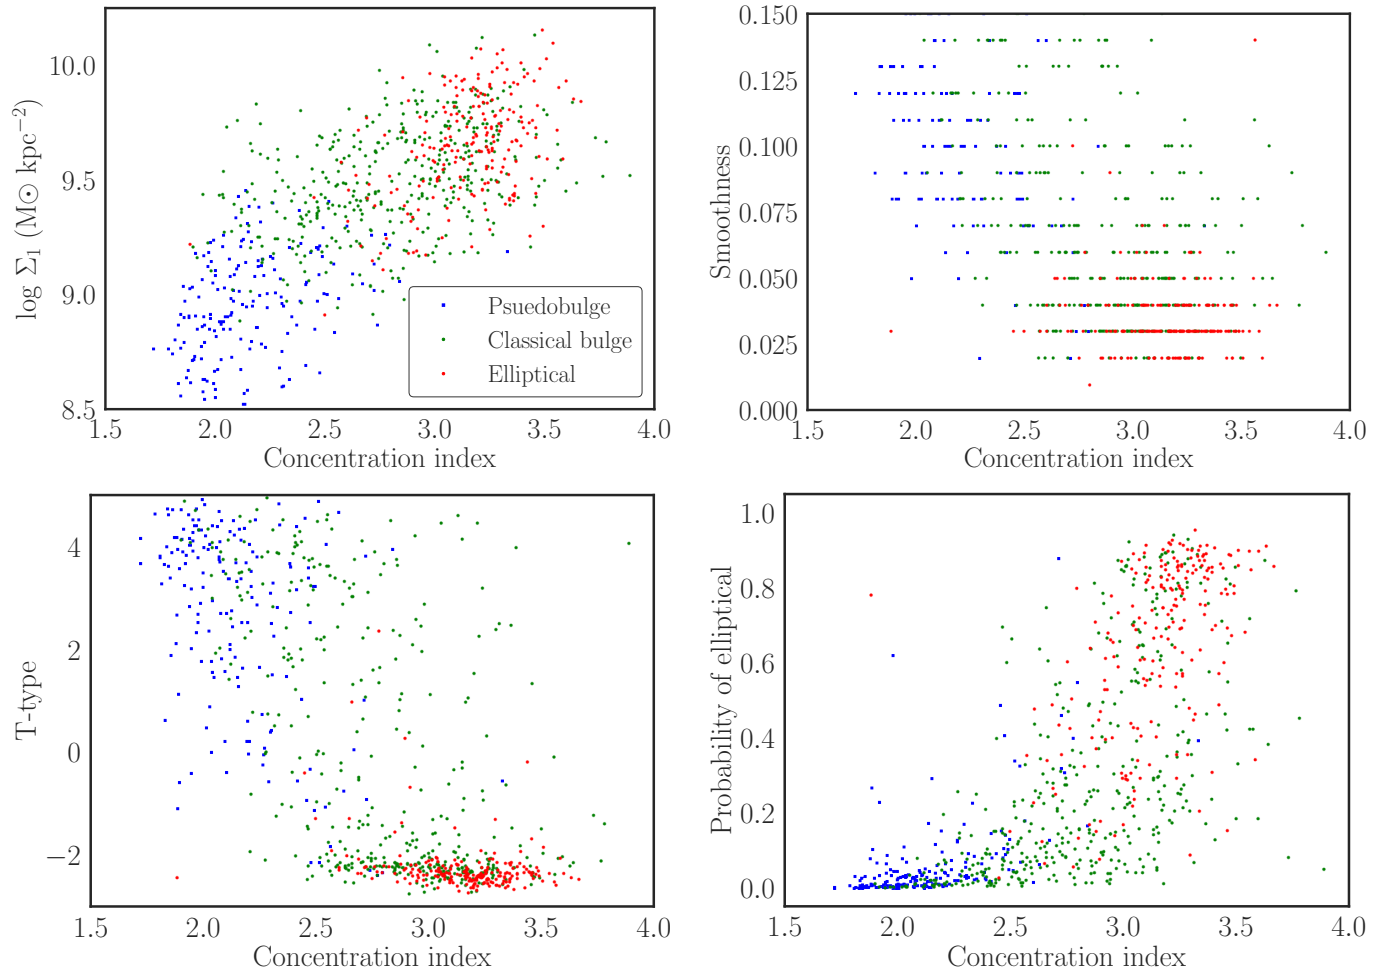 log Σ₁ (M⊙ kpc⁻²)
10.0
9.5
9.0
8.5
1.5 2.0 2.5 3.0 3.5 4.0
Concentration index
Psuedobulge
Classical bulge
Elliptical
Smoothness
0.150
0.125
0.100
0.075
0.050
0.025
0.000
1.5 2.0 2.5 3.0 3.5 4.0
Concentration index
T-type
4
2
0
−2
1.5 2.0 2.5 3.0 3.5 4.0
Concentration index
Probability of elliptical
1.0
0.8
0.6
0.4
0.2
0.0
1.5 2.0 2.5 3.0 3.5 4.0
Concentration index